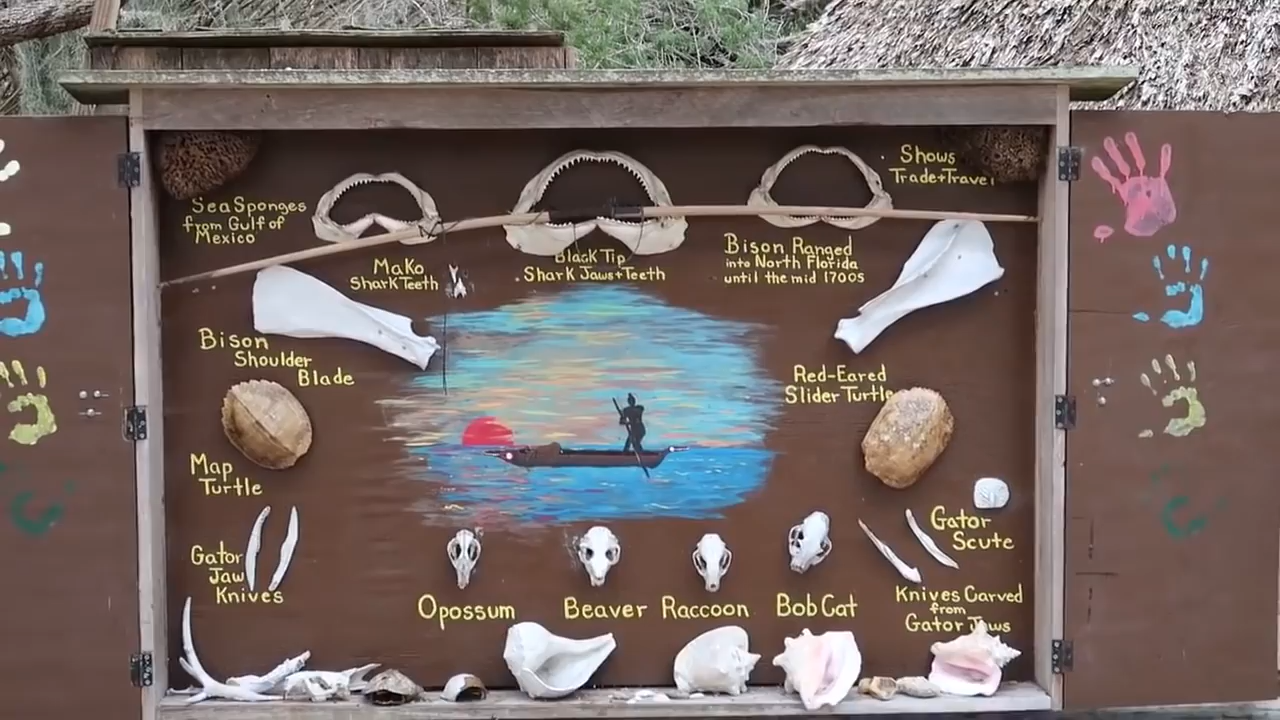 Sea Sponges
from Gulf of
Mexico
Mako
Shark Teeth
Black Tip
Shark Jaws + Teeth
Bison Ranged
into North Florida
until the mid 1700s
Shows
Trade + Travel
Bison
Shoulder
Blade
Red-Eared
Slider Turtle
Map
Turtle
Gator
Scute
Gator
Jaw
Knives
Opossum
Beaver
Raccoon
Bob Cat
Knives Carved
from
Gator Jaws